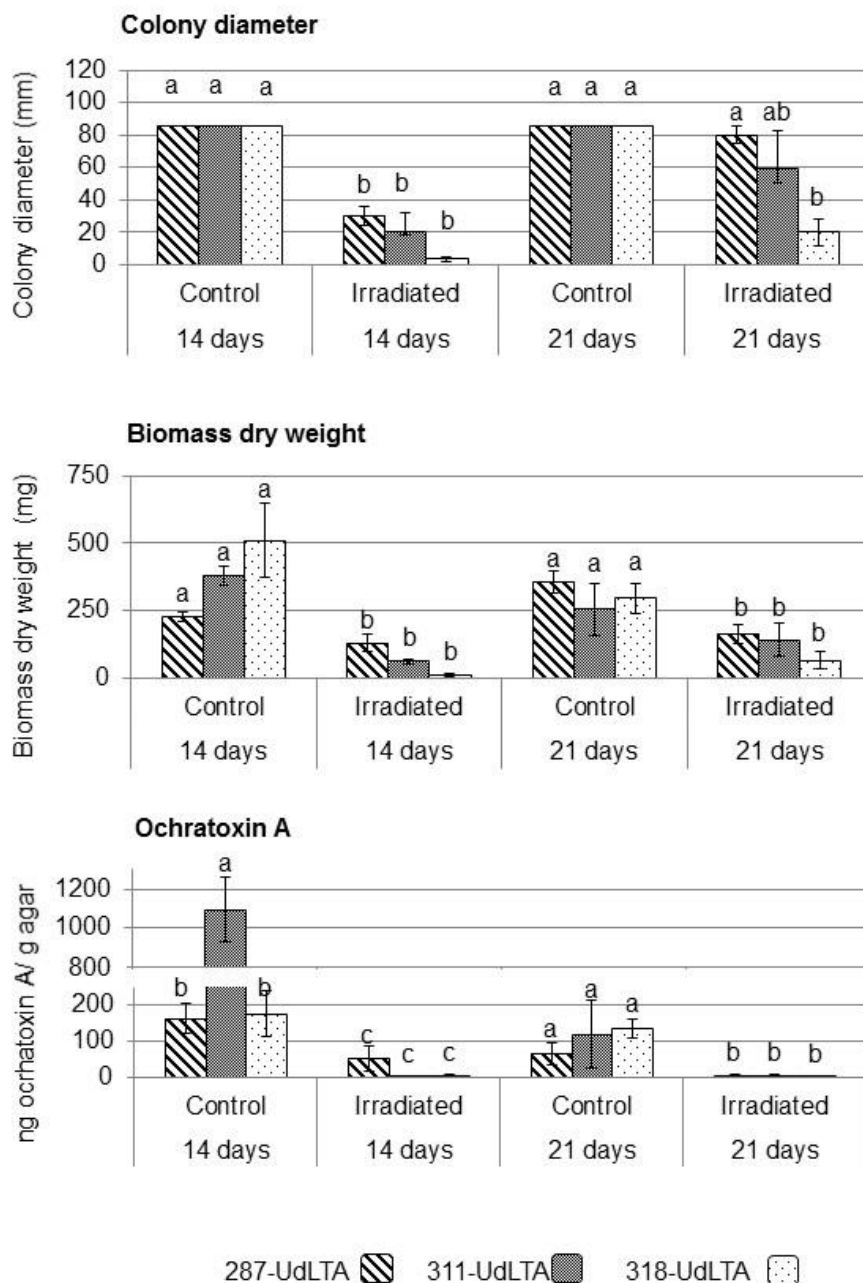 Colony diameter
Colony diameter (mm)
120
100
80
60
40
20
0
a a a
b b b
a a a
a ab b
Control Irradiated Control Irradiated
14 days 14 days 21 days 21 days
Biomass dry weight
Biomass dry weight (mg)
750
500
250
0
a a a
b b b
a a a
b b b
Control Irradiated Control Irradiated
14 days 14 days 21 days 21 days
Ochratoxin A
ng ocrhatoxin A/ g agar
1200
1000
800
200
100
0
b a b
c c c
a a a
b b b
Control Irradiated Control Irradiated
14 days 14 days 21 days 21 days
287-UdLTA 311-UdLTA 318-UdLTA